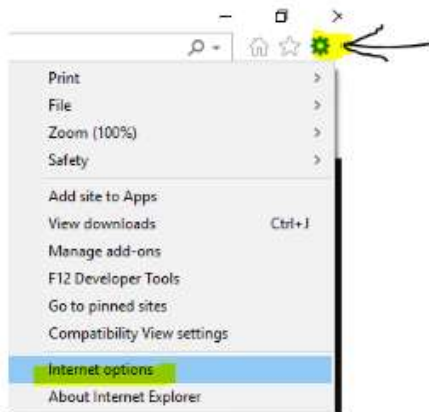 Print
File
Zoom (100%)
Safety
Add site to Apps
View downloads Ctrl+J
Manage add-ons
F12 Developer Tools
Go to pinned sites
Compatibility View settings
Internet options
About Internet Explorer